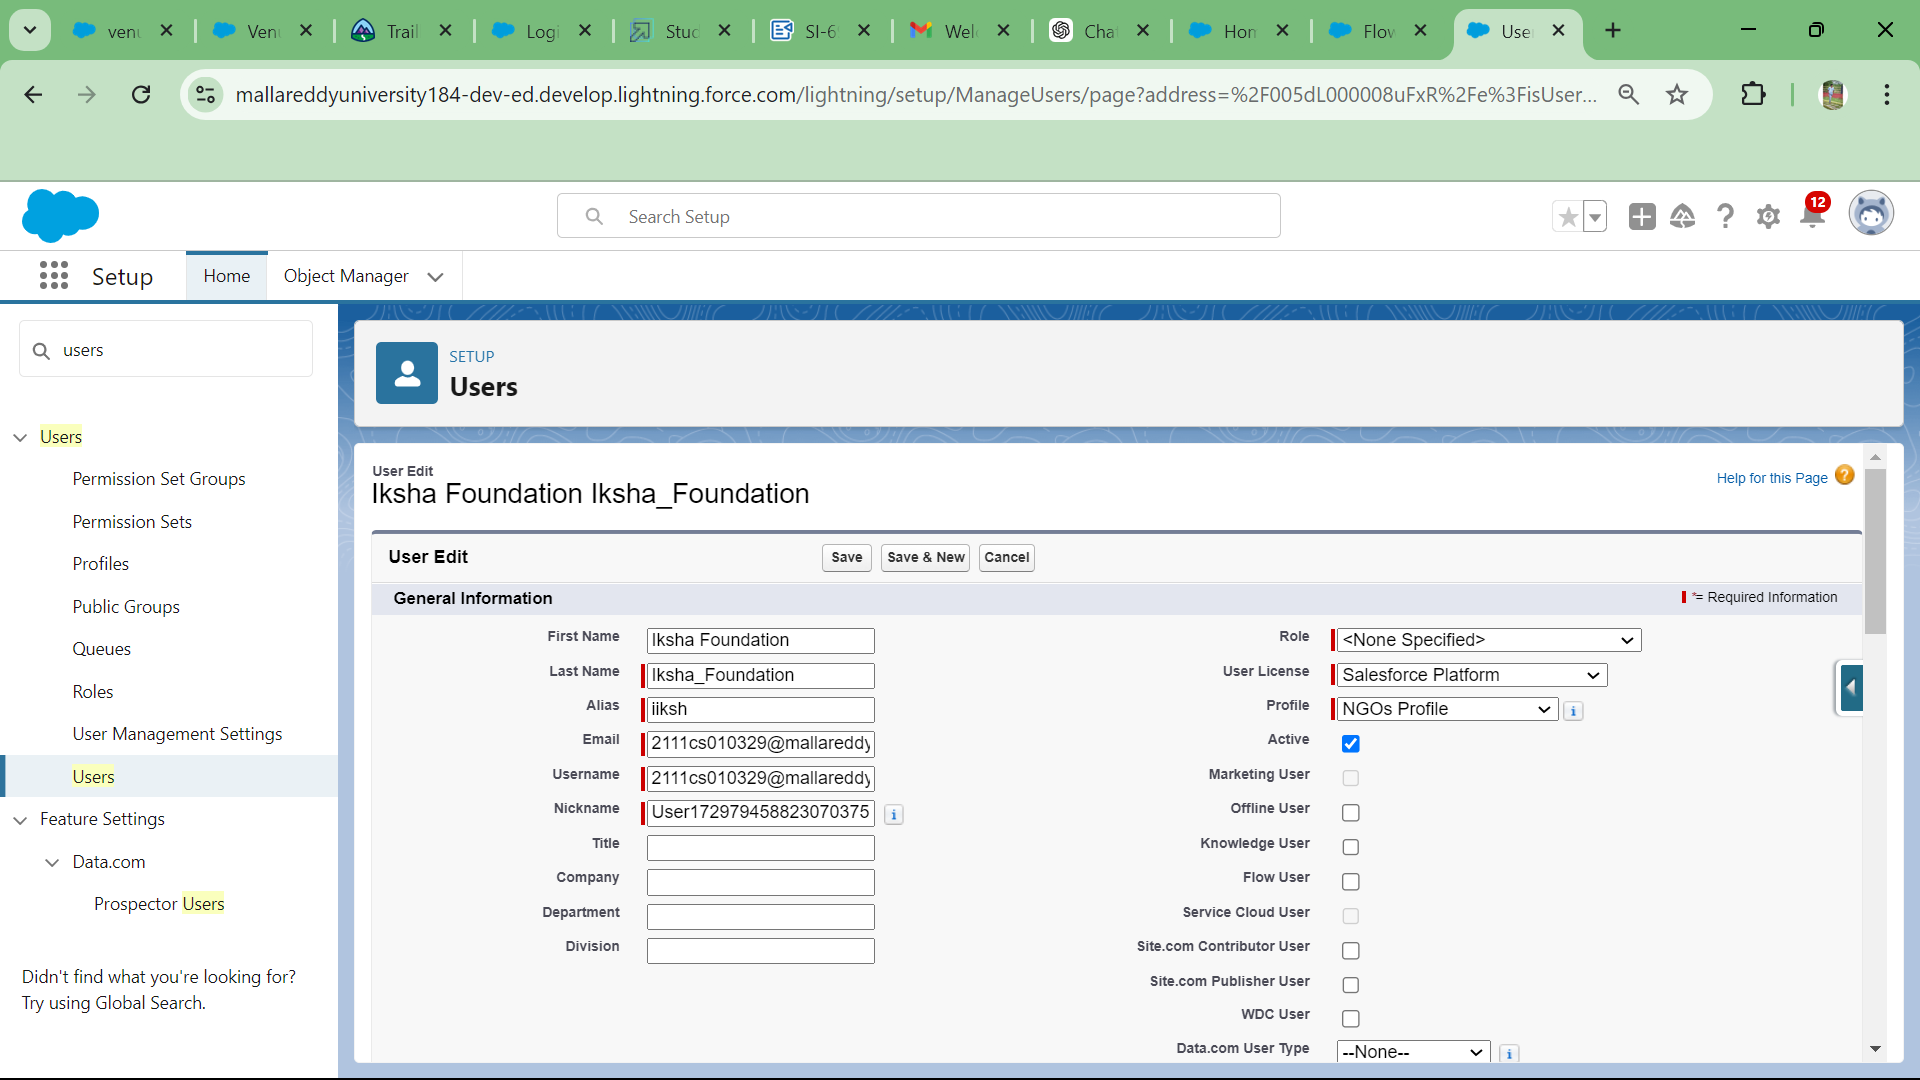 venu
Venu
Trail
Logi
Stud
SI-6
Wel
Cha
Hon
Flow
Use
mallareddyuniversity184-dev-ed.develop.lightning.force.com/lightning/setup/ManageUsers/page?address=%2F005dL000008uFxR%2Fe%3FisUser...
Search Setup
12
Setup
Home
Object Manager
users
Users
Permission Set Groups
Permission Sets
Profiles
Public Groups
Queues
Roles
User Management Settings
Users
Feature Settings
Data.com
Prospector Users
Didn't find what you're looking for?
Try using Global Search.
SETUP
Users
User Edit
Iksha Foundation Iksha_Foundation
Help for this Page
User Edit
Save
Save & New
Cancel
General Information
*= Required Information
First Name Iksha Foundation
Last Name Iksha_Foundation
Alias iiksh
Email 2111cs010329@mallareddy
Username 2111cs010329@mallareddy
Nickname User172979458823070375
Title
Company
Department
Division
Role <None Specified>
User License Salesforce Platform
Profile NGOs Profile
Active
Marketing User
Offline User
Knowledge User
Flow User
Service Cloud User
Site.com Contributor User
Site.com Publisher User
WDC User
Data.com User Type --None--